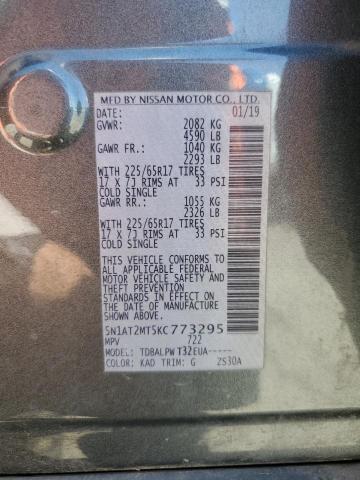 MFD BY NISSAN MOTOR CO., LTD.
DATE: 01/19
GVWR: 2082 KG
4590 LB
GAWR FR.: 1040 KG
2293 LB
WITH 225/65R17 TIRES
17 X 7J RIMS AT 33 PSI
COLD SINGLE
GAWR RR.: 1055 KG
2326 LB
WITH 225/65R17 TIRES
17 X 7J RIMS AT 33 PSI
COLD SINGLE
THIS VEHICLE CONFORMS TO ALL
APPLICABLE FEDERAL
MOTOR VEHICLE SAFETY
STANDARDS IN EFFECT
ON THE DATE OF
MANUFACTURE SHOWN ABOVE.
5N1AT2MT5KC773295
MPV 722
MODEL: TDBALPW T32EUA-----
COLOR: KAD TRIM: G ZS30A